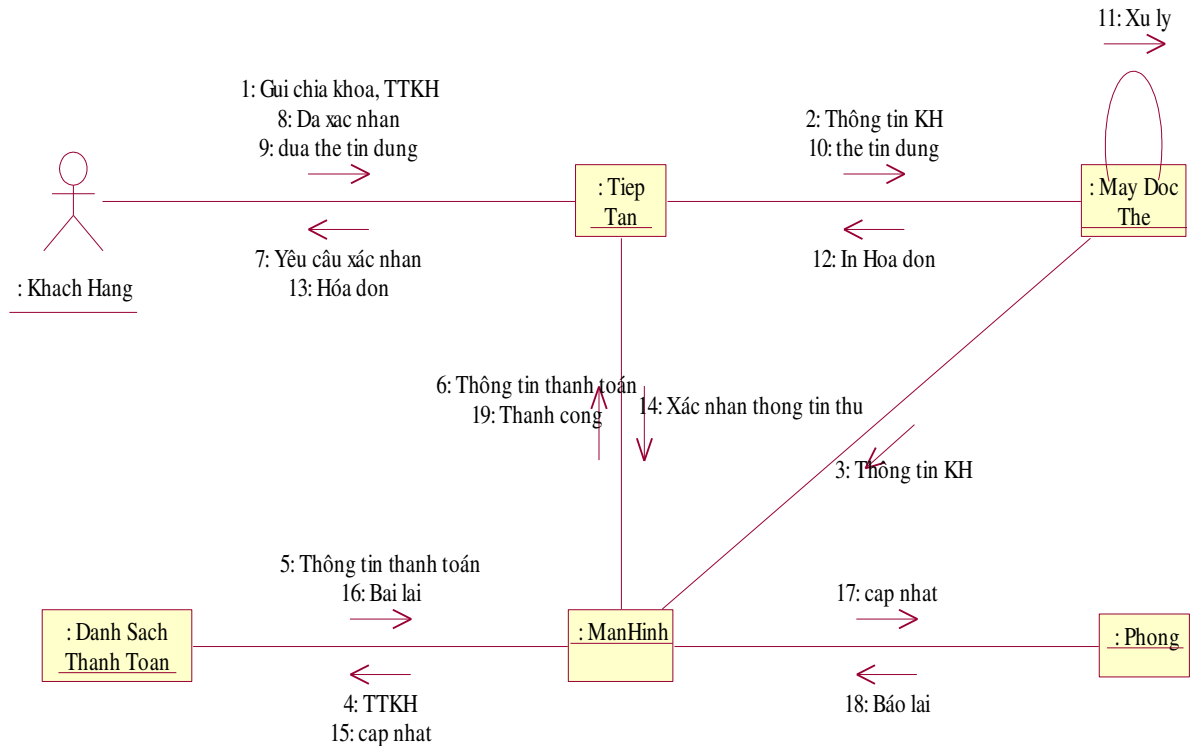 11: Xu ly
1: Gui chia khoa, TTKH
8: Da xac nhan
9: dua the tin dung
2: Thông tin KH
10: the tin dung
: Tiep
Tan
: May Doc
The
7: Yêu câu xác nhan
13: Hóa don
12: In Hoa don
: Khach Hang
6: Thông tin thanh toán
19: Thanh cong
14: Xác nhan thong tin thu
3: Thông tin KH
5: Thông tin thanh toán
16: Bai lai
17: cap nhat
: Danh Sach
Thanh Toan
: ManHinh
: Phong
4: TTKH
15: cap nhat
18: Báo lai